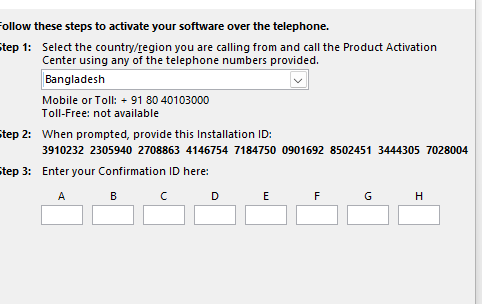 Follow these steps to activate your software over the telephone.
Step 1: Select the country/region you are calling from and call the Product Activation
Center using any of the telephone numbers provided.
Bangladesh
Mobile or Toll: + 91 80 40103000
Toll-Free: not available
Step 2: When prompted, provide this Installation ID:
3910232 2305940 2708863 4146754 7184750 0901692 8502451 3444305 7028004
Step 3: Enter your Confirmation ID here:
A B C D E F G H